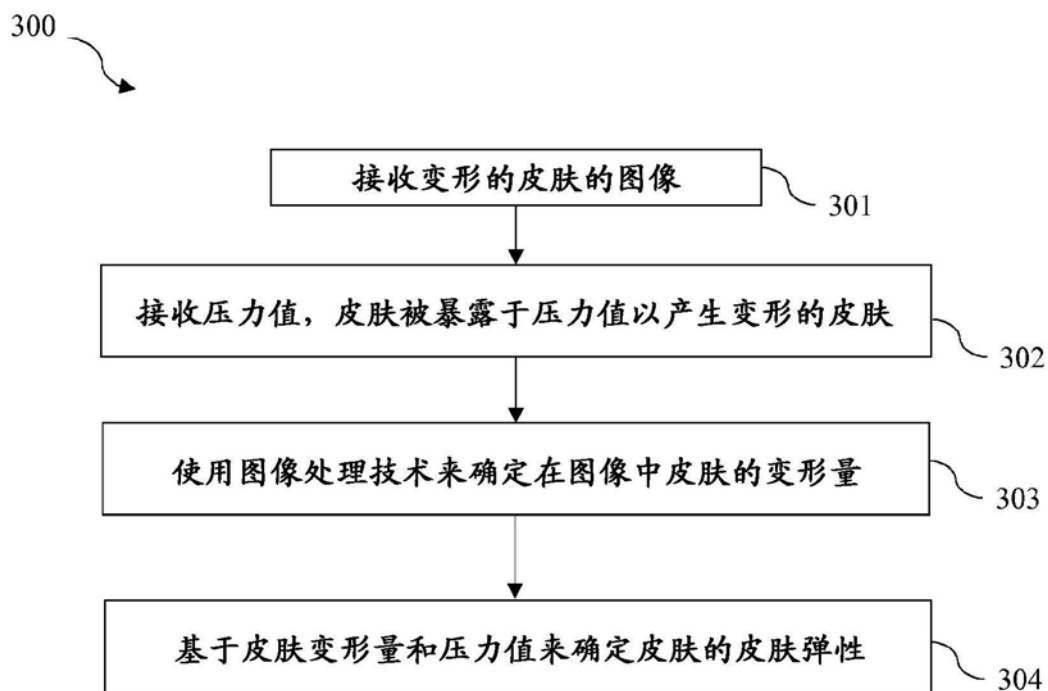 300
接收变形的皮肤的图像
301
接收压力值，皮肤被暴露于压力值以产生变形的皮肤
302
使用图像处理技术来确定在图像中皮肤的变形量
303
基于皮肤变形量和压力值来确定皮肤的皮肤弹性
304